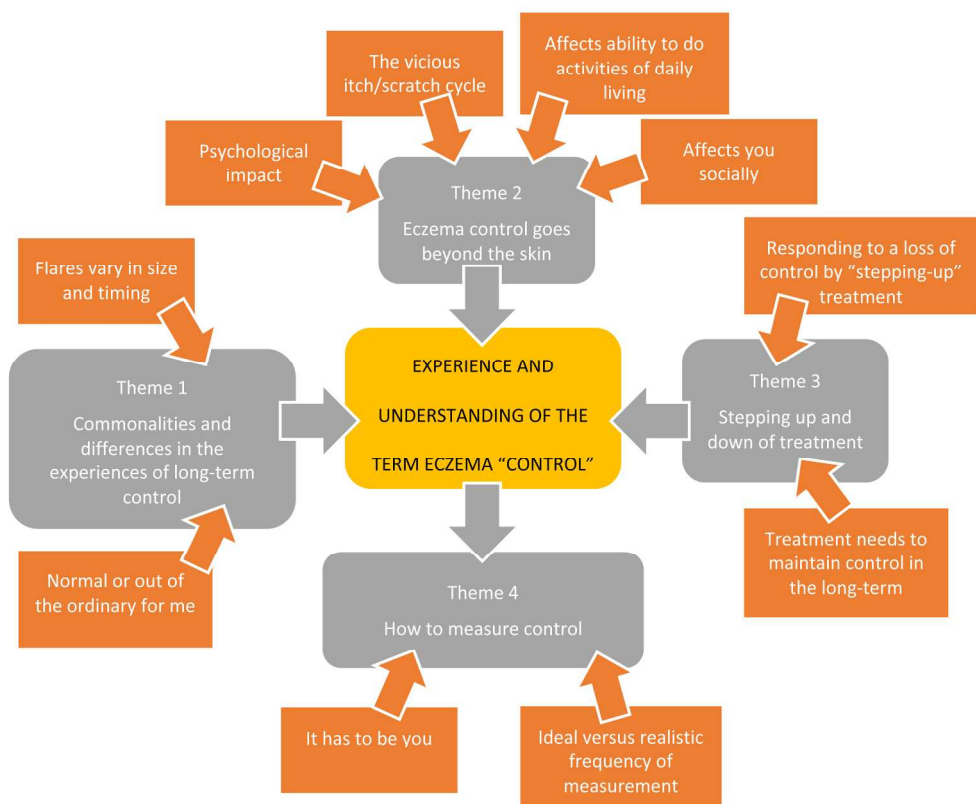 The vicious
itch/scratch cycle
Affects ability to do
activities of daily
living
Psychological
impact
Affects you
socially
Theme 2
Eczema control goes
beyond the skin
Flares vary in size
and timing
Responding to a loss of
control by “stepping-up”
treatment
Theme 1
Commonalities and
differences in the
experiences of long-term
control
EXPERIENCE AND
UNDERSTANDING OF THE
TERM ECZEMA “CONTROL”
Theme 3
Stepping up and
down of treatment
Normal or out of
the ordinary for me
Treatment needs to
maintain control in
the long-term
Theme 4
How to measure control
It has to be you
Ideal versus realistic
frequency of
measurement